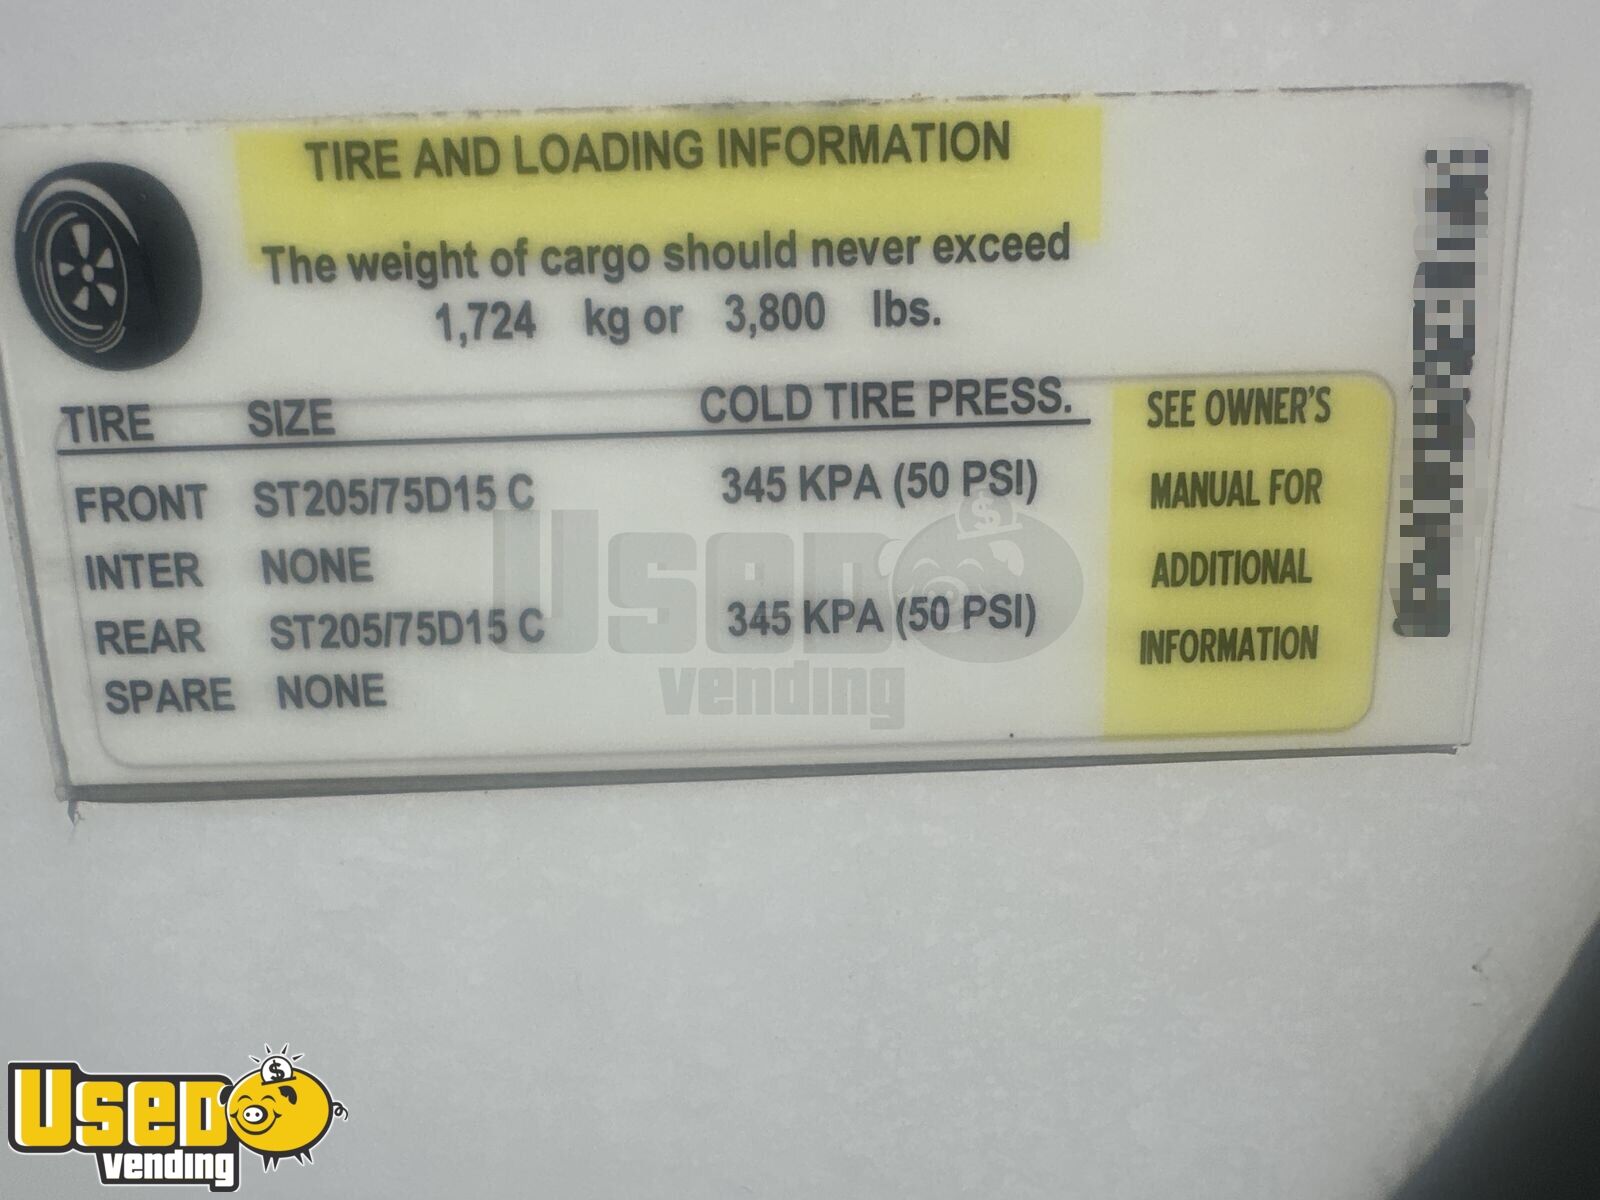 TIRE AND LOADING INFORMATION
The weight of cargo should never exceed
1,724 kg or 3,800 lbs.
TIRE SIZE COLD TIRE PRESS.
FRONT ST205/75D15 C 345 KPA (50 PSI)
INTER NONE
REAR ST205/75D15 C 345 KPA (50 PSI)
SPARE NONE
SEE OWNER'S
MANUAL FOR
ADDITIONAL
INFORMATION
Used
vending
$
Used
vending
$